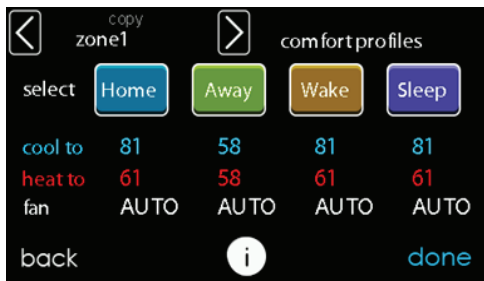 copy
zone1 comfort profiles
select Home Away Wake Sleep
cool to 81 58 81 81
heat to 61 58 61 61
fan AUTO AUTO AUTO AUTO
back i done